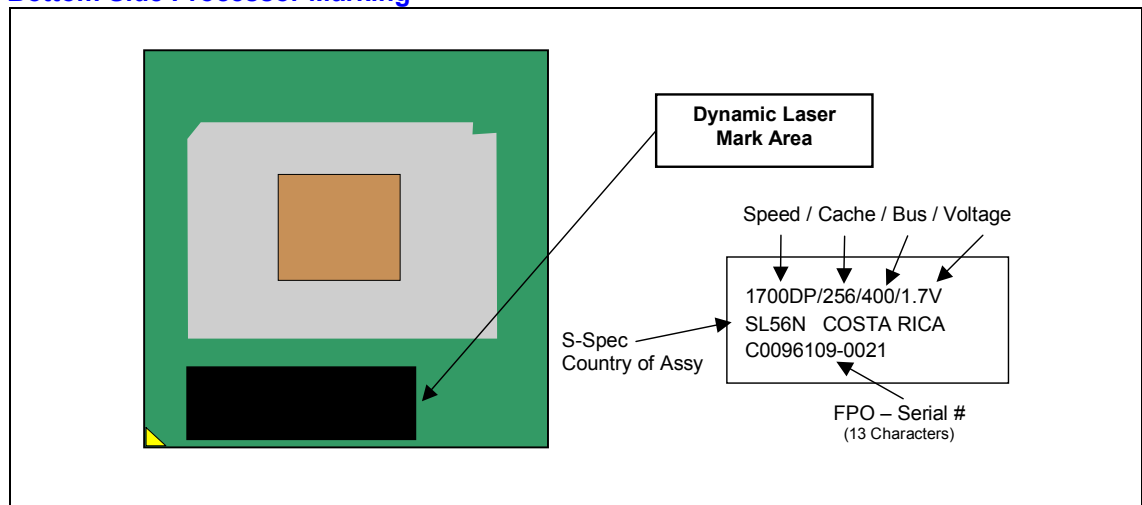 Bottom Side Processor Marking
Dynamic Laser
Mark Area
Speed / Cache / Bus / Voltage
1700DP/256/400/1.7V
SL56N COSTA RICA
C0096109-0021
S-Spec
Country of Assy
FPO – Serial #
(13 Characters)